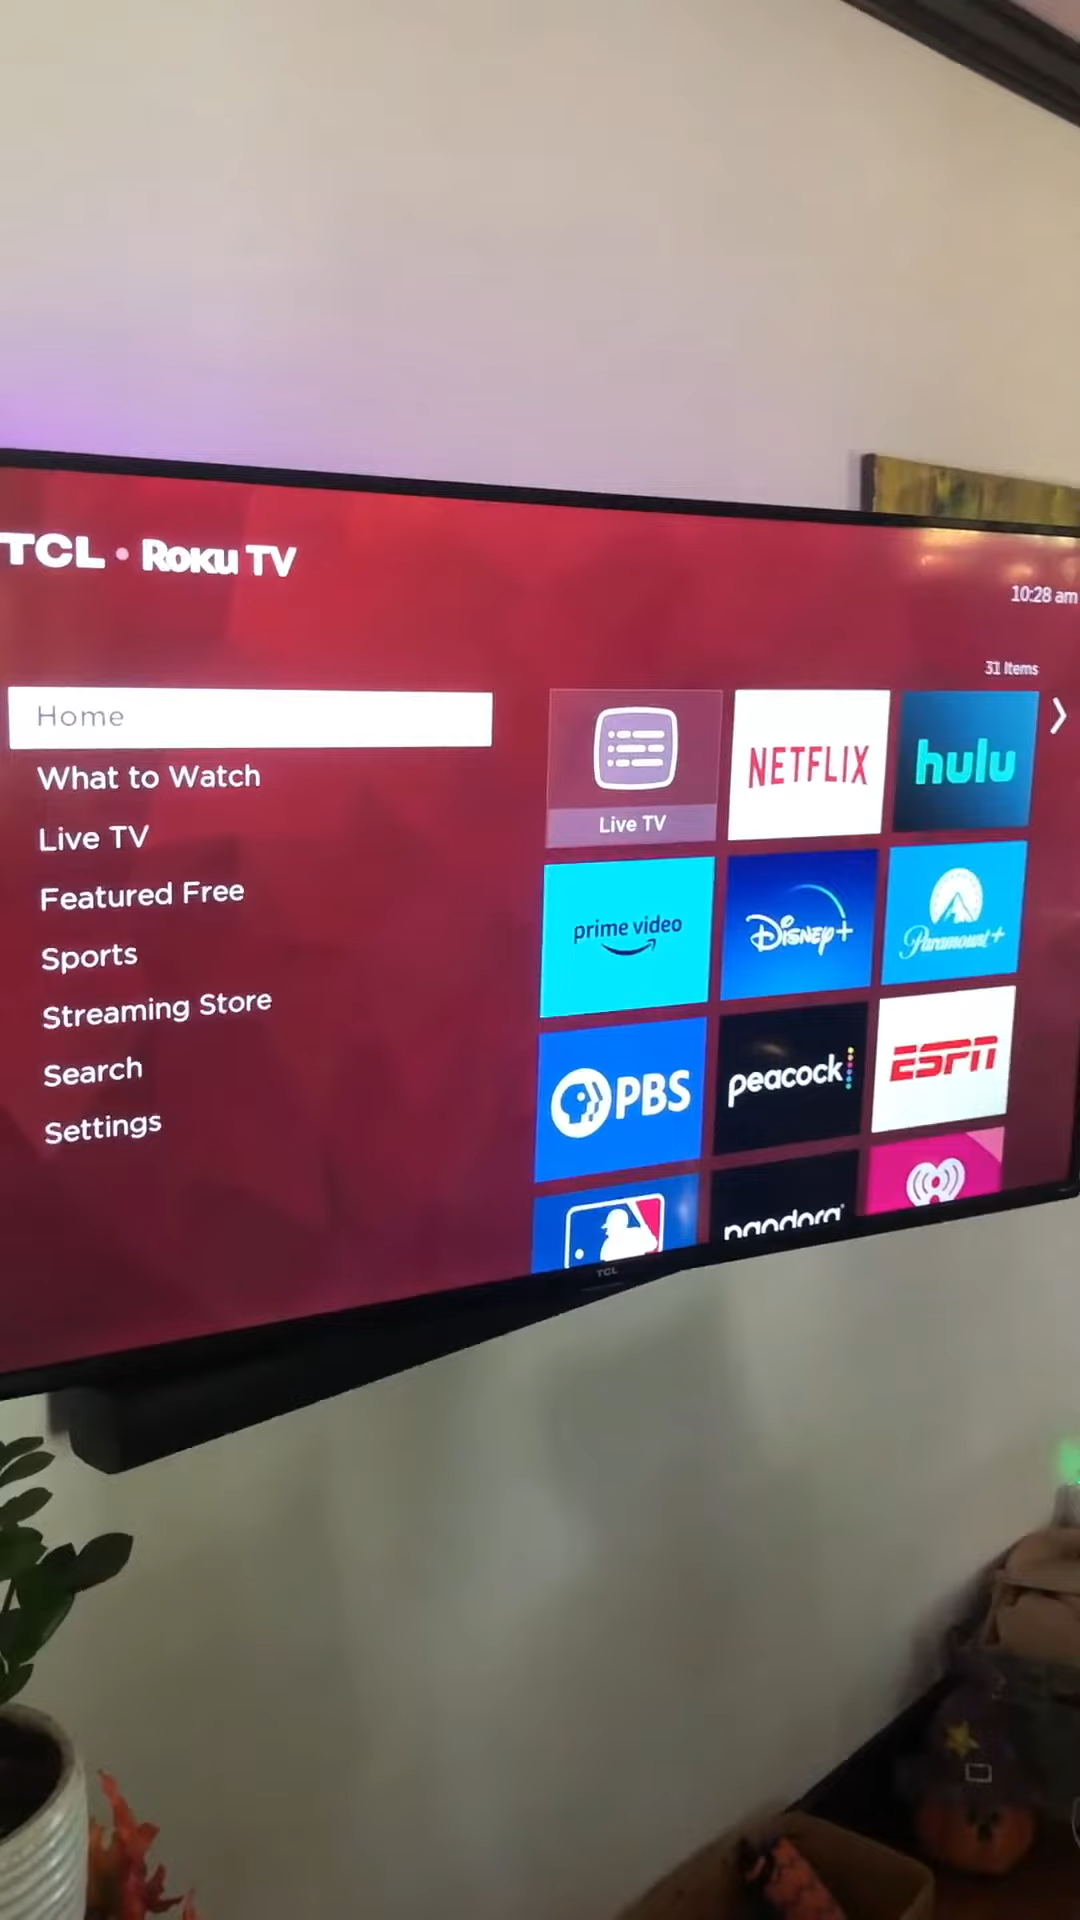 TCL • Roku TV
10:28 am
31 Items
Home
What to Watch
Live TV
Featured Free
Sports
Streaming Store
Search
Settings
Live TV
NETFLIX
hulu
prime video
Disney+
Paramount+
PBS
peacock
ESPN
pandora
TCL